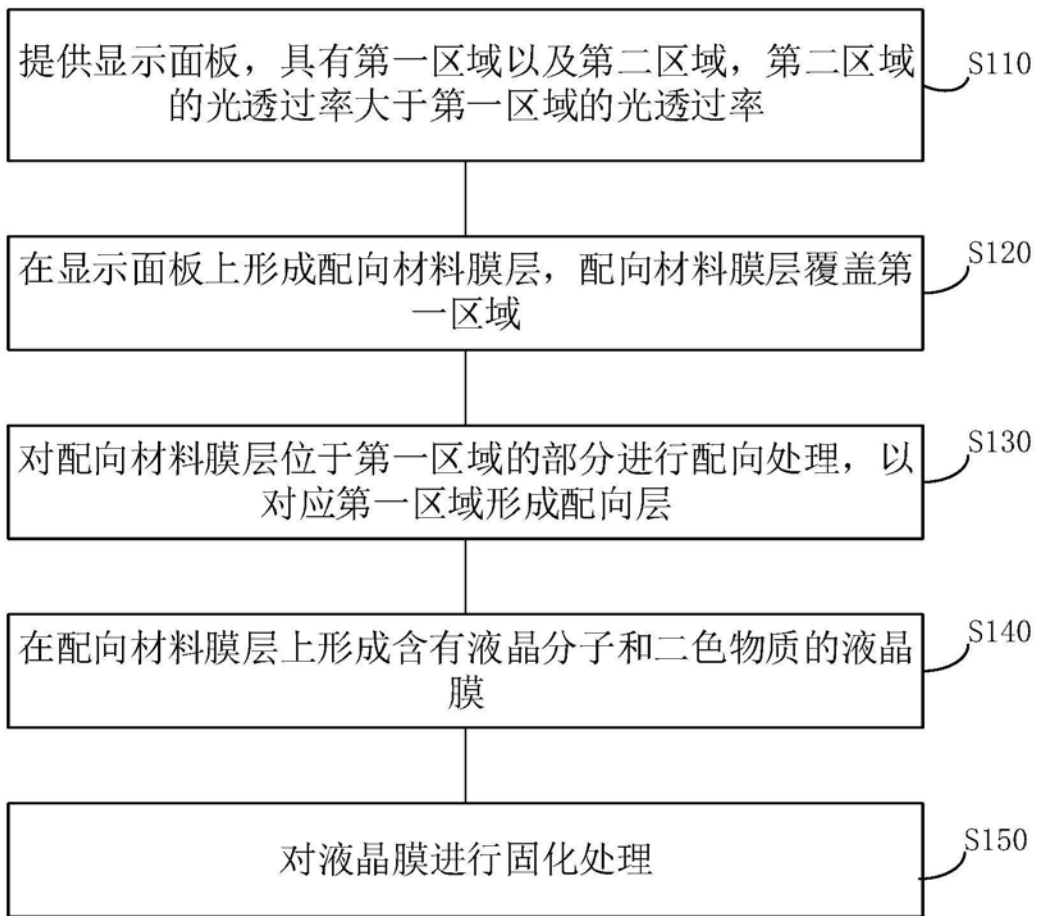 提供显示面板，具有第一区域以及第二区域，第二区域
的光透过率大于第一区域的光透过率
S110
在显示面板上形成配向材料膜层，配向材料膜层覆盖第
一区域
S120
对配向材料膜层位于第一区域的部分进行配向处理，以
对应第一区域形成配向层
S130
在配向材料膜层上形成含有液晶分子和二色物质的液晶
膜
S140
对液晶膜进行固化处理
S150